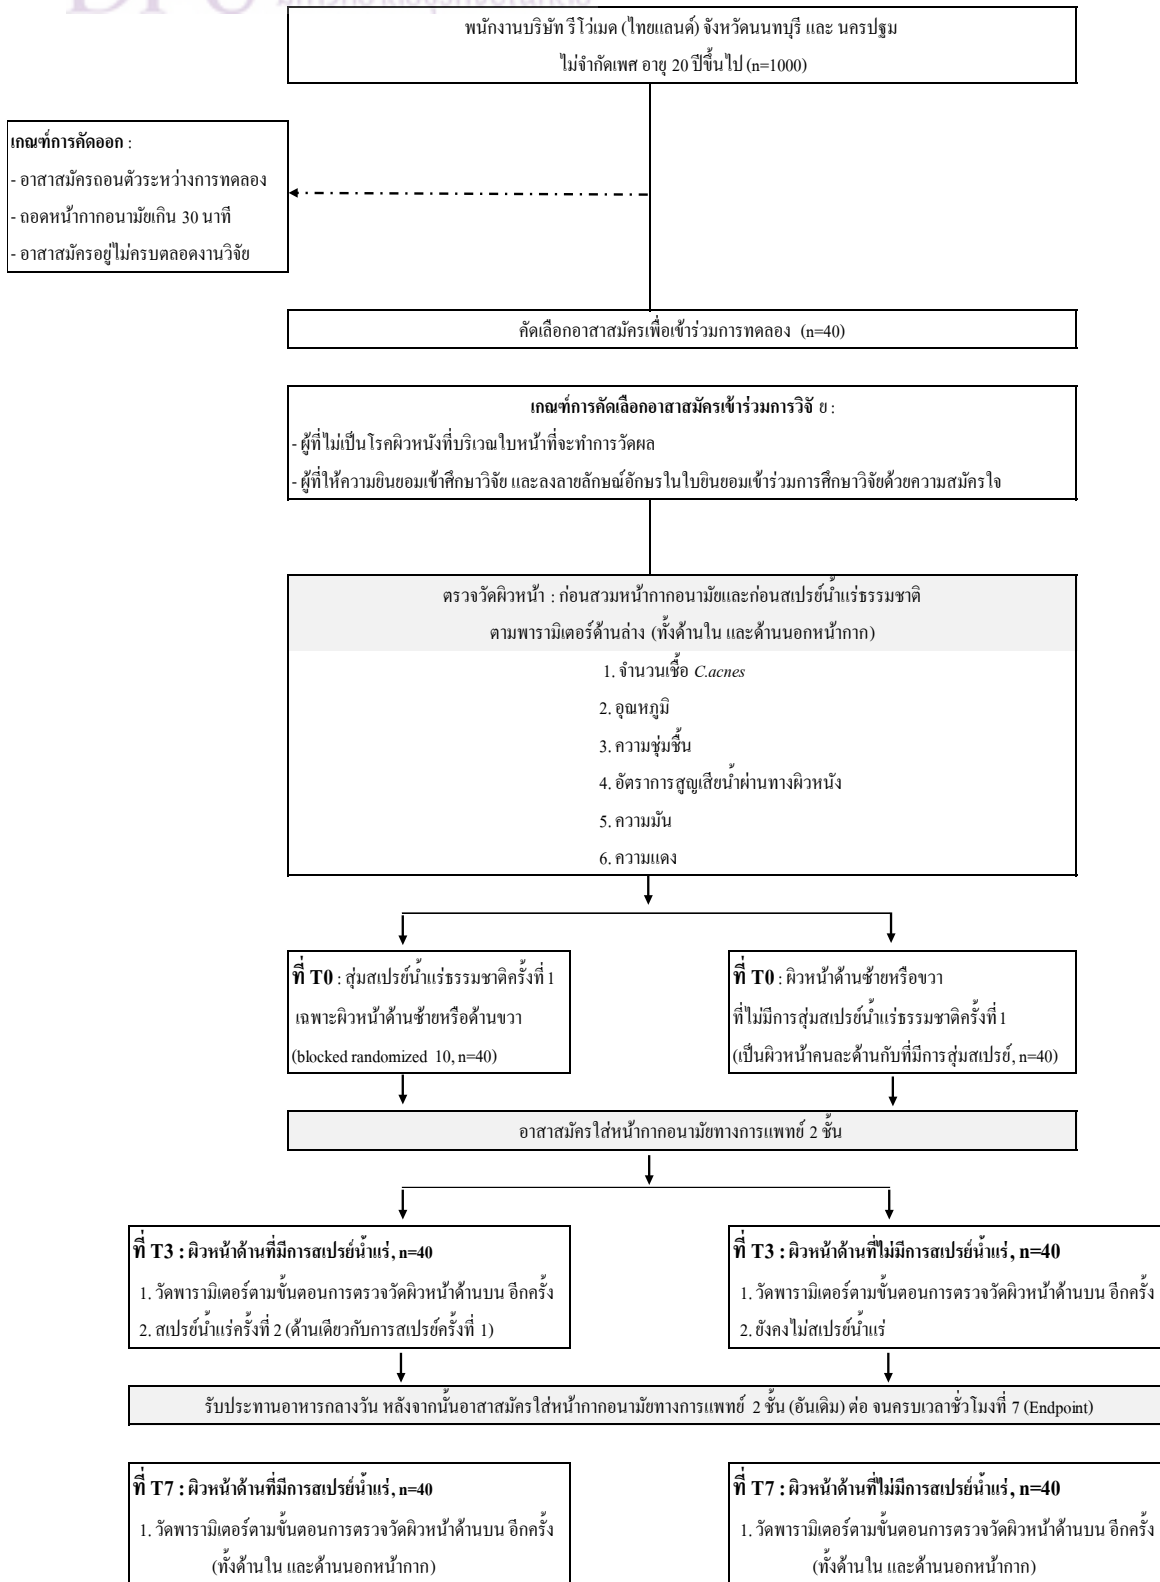 พนักงานบริษัท รีโว่เมด (ไทยแลนด์) จังหวัดนนทบุรี และ นครปฐม
ไม่จำกัดเพศ อายุ 20 ปีขึ้นไป (n=1000)
เกณฑ์การคัดออก :
- อาสาสมัครถอนตัวระหว่างการทดลอง
- ถอดหน้ากากอนามัยเกิน 30 นาที
- อาสาสมัครอยู่ไม่ครบตลอดงานวิจัย
คัดเลือกอาสาสมัครเพื่อเข้าร่วมการทดลอง (n=40)
เกณฑ์การคัดเลือกอาสาสมัครเข้าร่วมการวิจั ย :
- ผู้ที่ไม่เป็นโรคผิวหนังที่บริเวณใบหน้าที่จะทำการวัดผล
- ผู้ที่ให้ความยินยอมเข้าศึกษาวิจัย และลงลายลักษณ์อักษรในใบยินยอมเข้าร่วมการศึกษาวิจัยด้วยความสมัครใจ
ตรวจวัดผิวหน้า : ก่อนสวมหน้ากากอนามัยและก่อนสเปรย์น้ำแร่ธรรมชาติ
ตามพารามิเตอร์ด้านล่าง (ทั้งด้านใน และด้านนอกหน้ากาก)
1. จำนวนเชื้อ C.acnes
2. อุณหภูมิ
3. ความชุ่มชื้น
4. อัตราการสูญเสียน้ำผ่านทางผิวหนัง
5. ความมัน
6. ความแดง
ที่ T0 : สุ่มสเปรย์น้ำแร่ธรรมชาติครั้งที่ 1
เฉพาะผิวหน้าด้านซ้ายหรือด้านขวา
(blocked randomized 10, n=40)
ที่ T0 : ผิวหน้าด้านซ้ายหรือขวา
ที่ไม่มีการสุ่มสเปรย์น้ำแร่ธรรมชาติครั้งที่ 1
(เป็นผิวหน้าคนละด้านกับที่มีการสุ่มสเปรย์, n=40)
อาสาสมัครใส่หน้ากากอนามัยทางการแพทย์ 2 ชั้น
ที่ T3 : ผิวหน้าด้านที่มีการสเปรย์น้ำแร่, n=40
1. วัดพารามิเตอร์ตามขั้นตอนการตรวจวัดผิวหน้าด้านบน อีกครั้ง
2. สเปรย์น้ำแร่ครั้งที่ 2 (ด้านเดียวกับการสเปรย์ครั้งที่ 1)
ที่ T3 : ผิวหน้าด้านที่ไม่มีการสเปรย์น้ำแร่, n=40
1. วัดพารามิเตอร์ตามขั้นตอนการตรวจวัดผิวหน้าด้านบน อีกครั้ง
2. ยังคงไม่สเปรย์น้ำแร่
รับประทานอาหารกลางวัน หลังจากนั้นอาสาสมัครใส่หน้ากากอนามัยทางการแพทย์ 2 ชั้น (อันเดิม) ต่อ จนครบเวลาชั่วโมงที่ 7 (Endpoint)
ที่ T7 : ผิวหน้าด้านที่มีการสเปรย์น้ำแร่, n=40
1. วัดพารามิเตอร์ตามขั้นตอนการตรวจวัดผิวหน้าด้านบน อีกครั้ง
(ทั้งด้านใน และด้านนอกหน้ากาก)
ที่ T7 : ผิวหน้าด้านที่ไม่มีการสเปรย์น้ำแร่, n=40
1. วัดพารามิเตอร์ตามขั้นตอนการตรวจวัดผิวหน้าด้านบน อีกครั้ง
(ทั้งด้านใน และด้านนอกหน้ากาก)